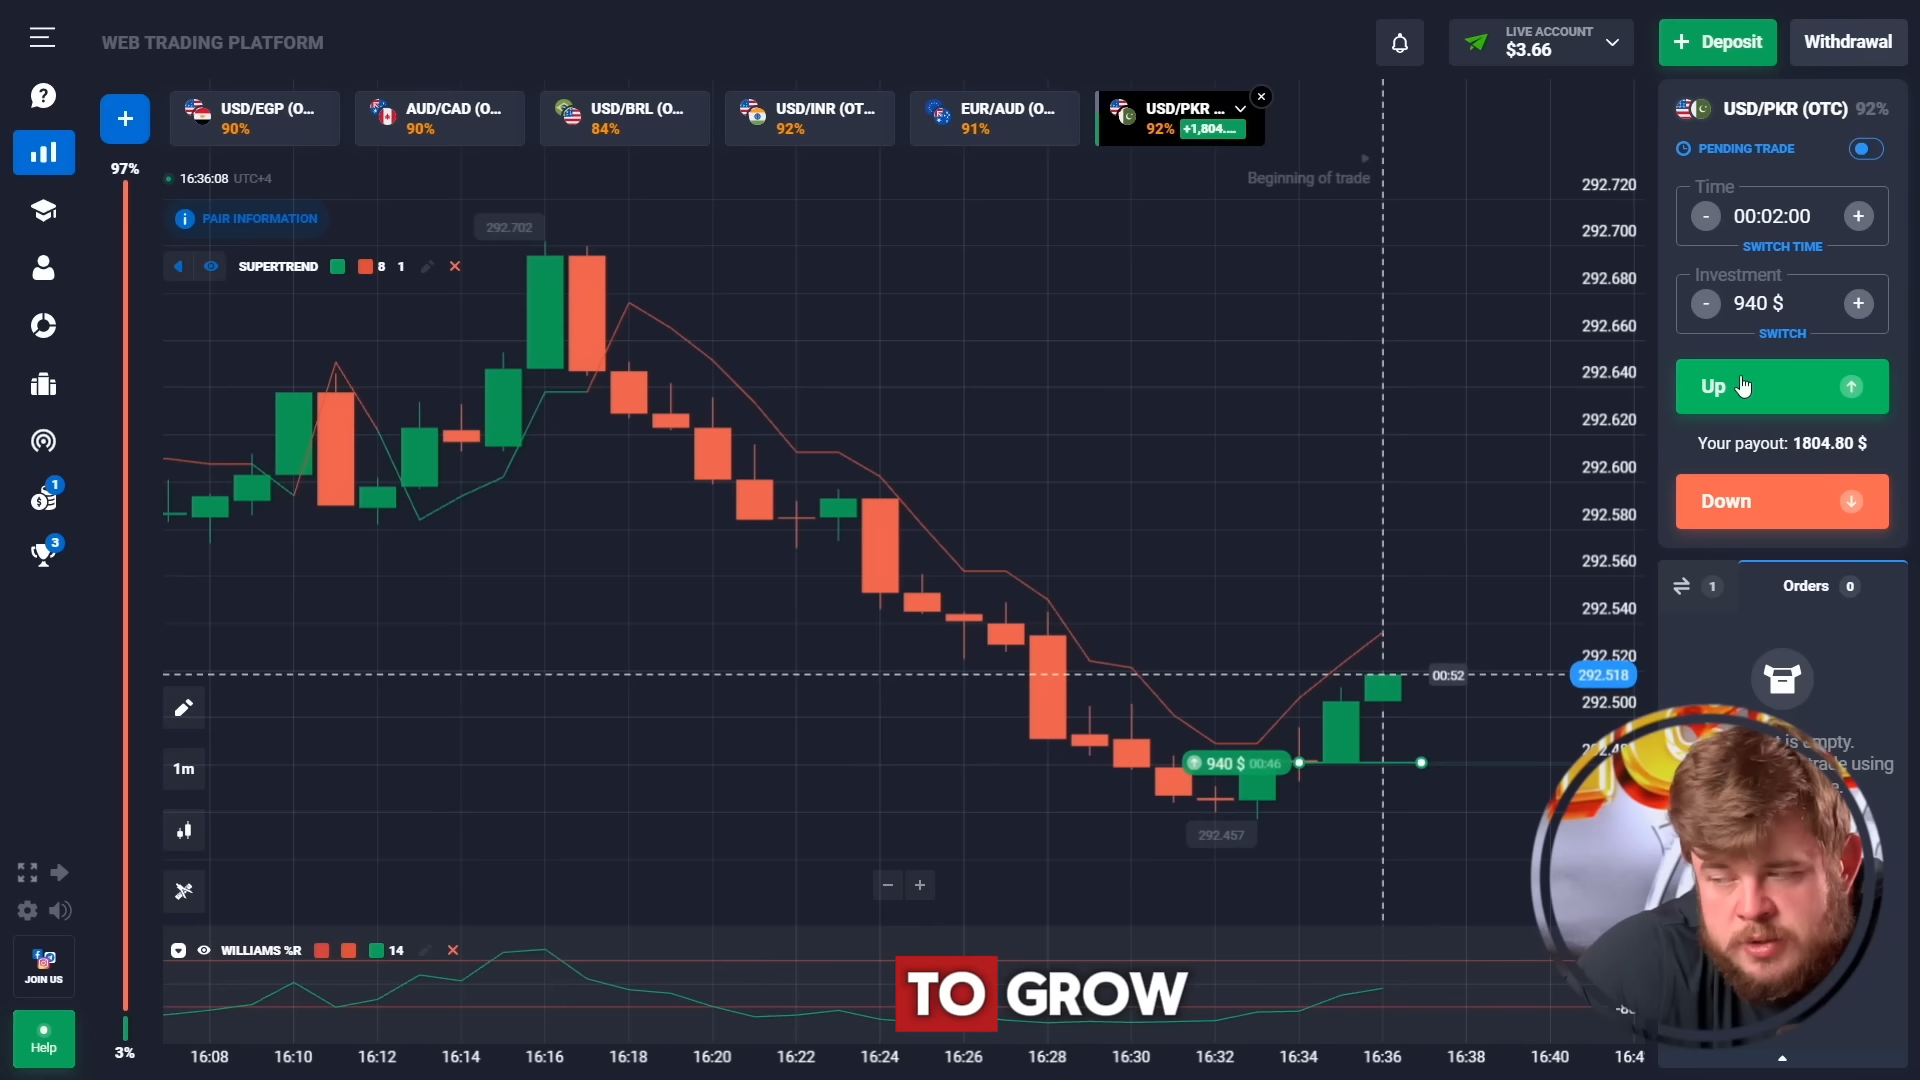 WEB TRADING PLATFORM
LIVE ACCOUNT
$3.66
Deposit
Withdrawal
USD/EGP (O...
90%
AUD/CAD (O...
90%
USD/BRL (O...
84%
USD/INR (OT...
92%
EUR/AUD (O...
91%
USD/PKR ...
92% +1,804....
USD/PKR (OTC) 92%
PENDING TRADE
Time
- 00:02:00 +
SWITCH TIME
Investment
- 940 $ +
SWITCH
Up
Your payout: 1804.80 $
Down
1
Orders 0
is empty.
trade using
97%
3%
16:36:08 UTC+4
PAIR INFORMATION
SUPERTREND 8 1
Beginning of trade
292.702
292.720
292.700
292.680
292.660
292.640
292.620
292.600
292.580
292.560
292.540
292.520
292.518
292.500
00:52
940 $ 00:46
292.457
1m
WILLIAMS %R 14
TO GROW
16:08 16:10 16:12 16:14 16:16 16:18 16:20 16:22 16:24 16:26 16:28 16:30 16:32 16:34 16:36 16:38 16:40 16:4
1
3
JOIN US
Help